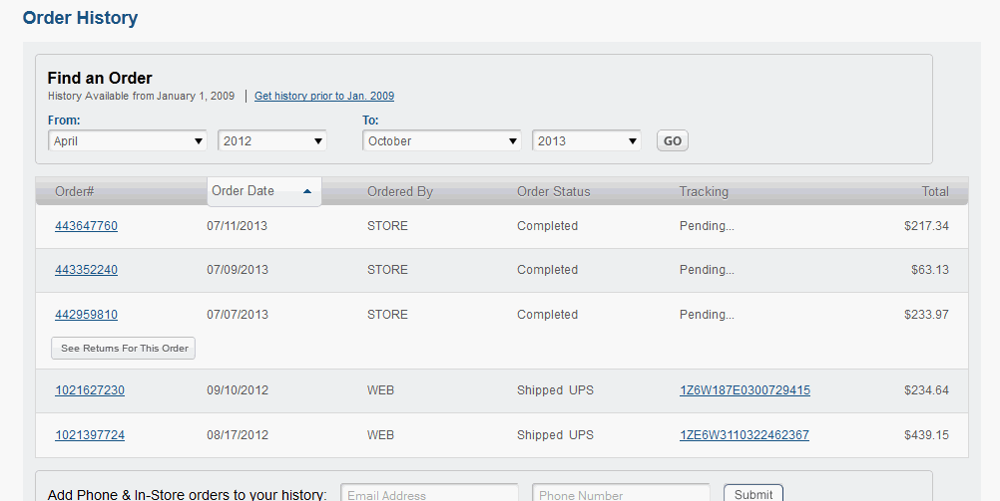 Order History
Find an Order
History Available from January 1, 2009 | Get history prior to Jan. 2009
From: To:
April 2012 October 2013 GO
Order# Order Date Ordered By Order Status Tracking Total
443647760 07/11/2013 STORE Completed Pending... $217.34
443352240 07/09/2013 STORE Completed Pending... $63.13
442959810 07/07/2013 STORE Completed Pending... $233.97
See Returns For This Order
1021627230 09/10/2012 WEB Shipped UPS 1Z6W187E0300729415 $234.64
1021397724 08/17/2012 WEB Shipped UPS 1ZE6W3110322462367 $439.15
Add Phone & In-Store orders to your history: Email Address Phone Number Submit